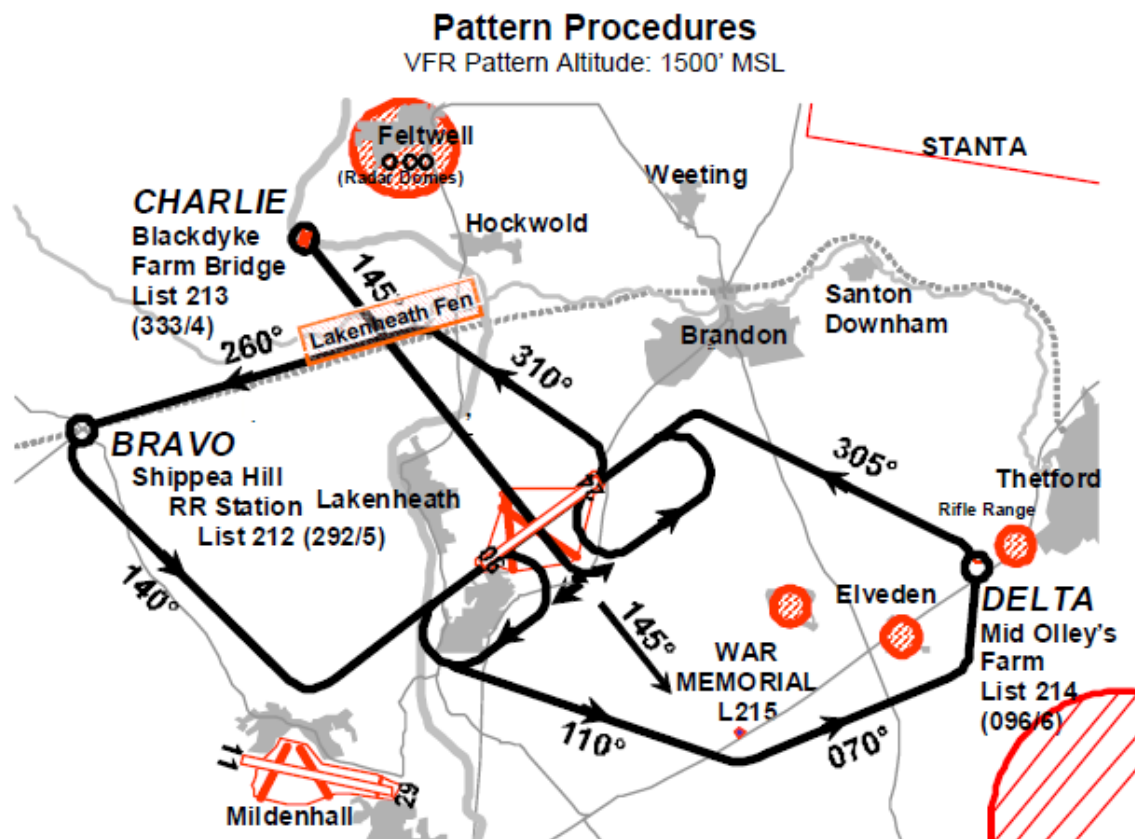 Pattern Procedures
VFR Pattern Altitude: 1500' MSL
Feltwell
(Radar Domes)
STANTA
Weeting
CHARLIE
Blackdyke
Farm Bridge
List 213
(333/4)
Hockwold
145°
Lakenheath Fen
260°
Santon
Downham
Brandon
310°
BRAVO
Shippea Hill
RR Station
List 212 (292/5)
Lakenheath
305°
Thetford
Rifle Range
24
06
140°
Elveden
DELTA
Mid Olley's
Farm
List 214
(096/6)
145°
WAR
MEMORIAL
L215
110°
070°
11
29
Mildenhall